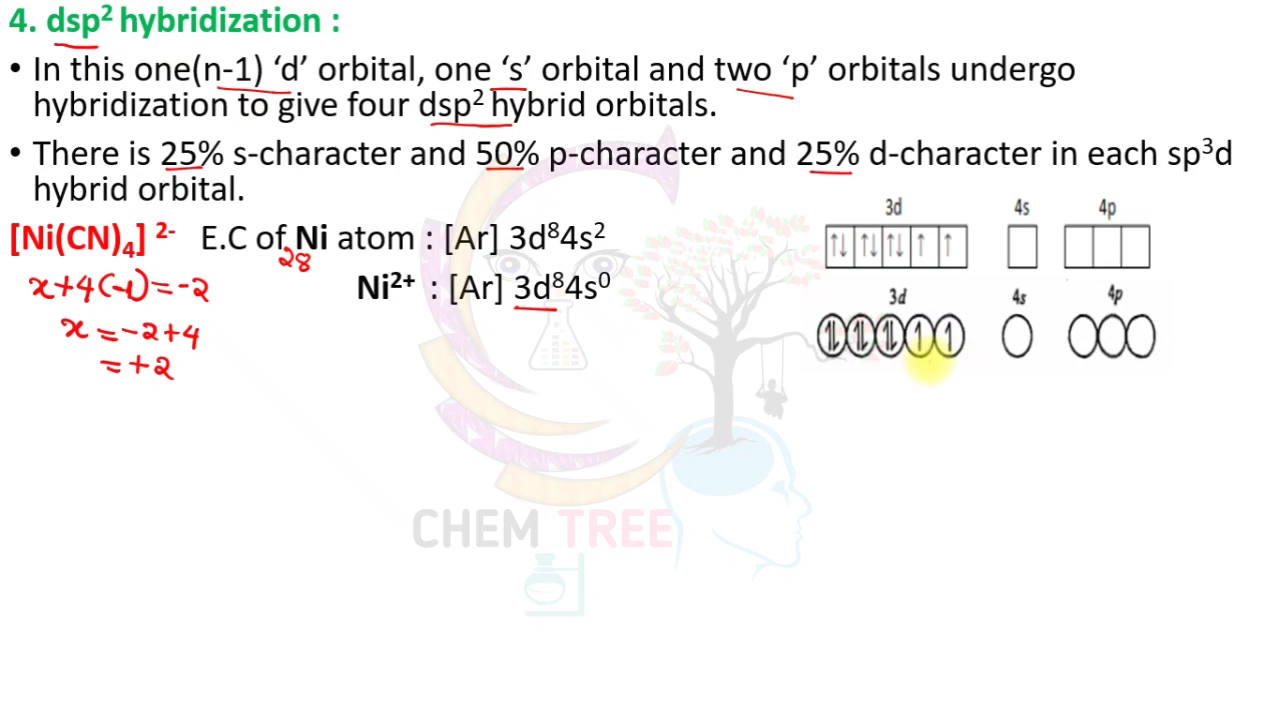 4. dsp² hybridization :
• In this one(n-1) ‘d’ orbital, one ‘s’ orbital and two ‘p’ orbitals undergo
hybridization to give four dsp² hybrid orbitals.
• There is 25% s-character and 50% p-character and 25% d-character in each sp³d
hybrid orbital.
[Ni(CN)₄] ²⁻ E.C of Ni atom : [Ar] 3d⁸4s²
28
x+4(-1)=-2
Ni²⁺ : [Ar] 3d⁸4s⁰
x = -2+4
= +2
3d 4s 4p
↑↓ ↑↓ ↑↓ ↑ ↑
3d 4s 4p
⇅ ⇅ ⇅ ↑ ↑
CHEM TREE